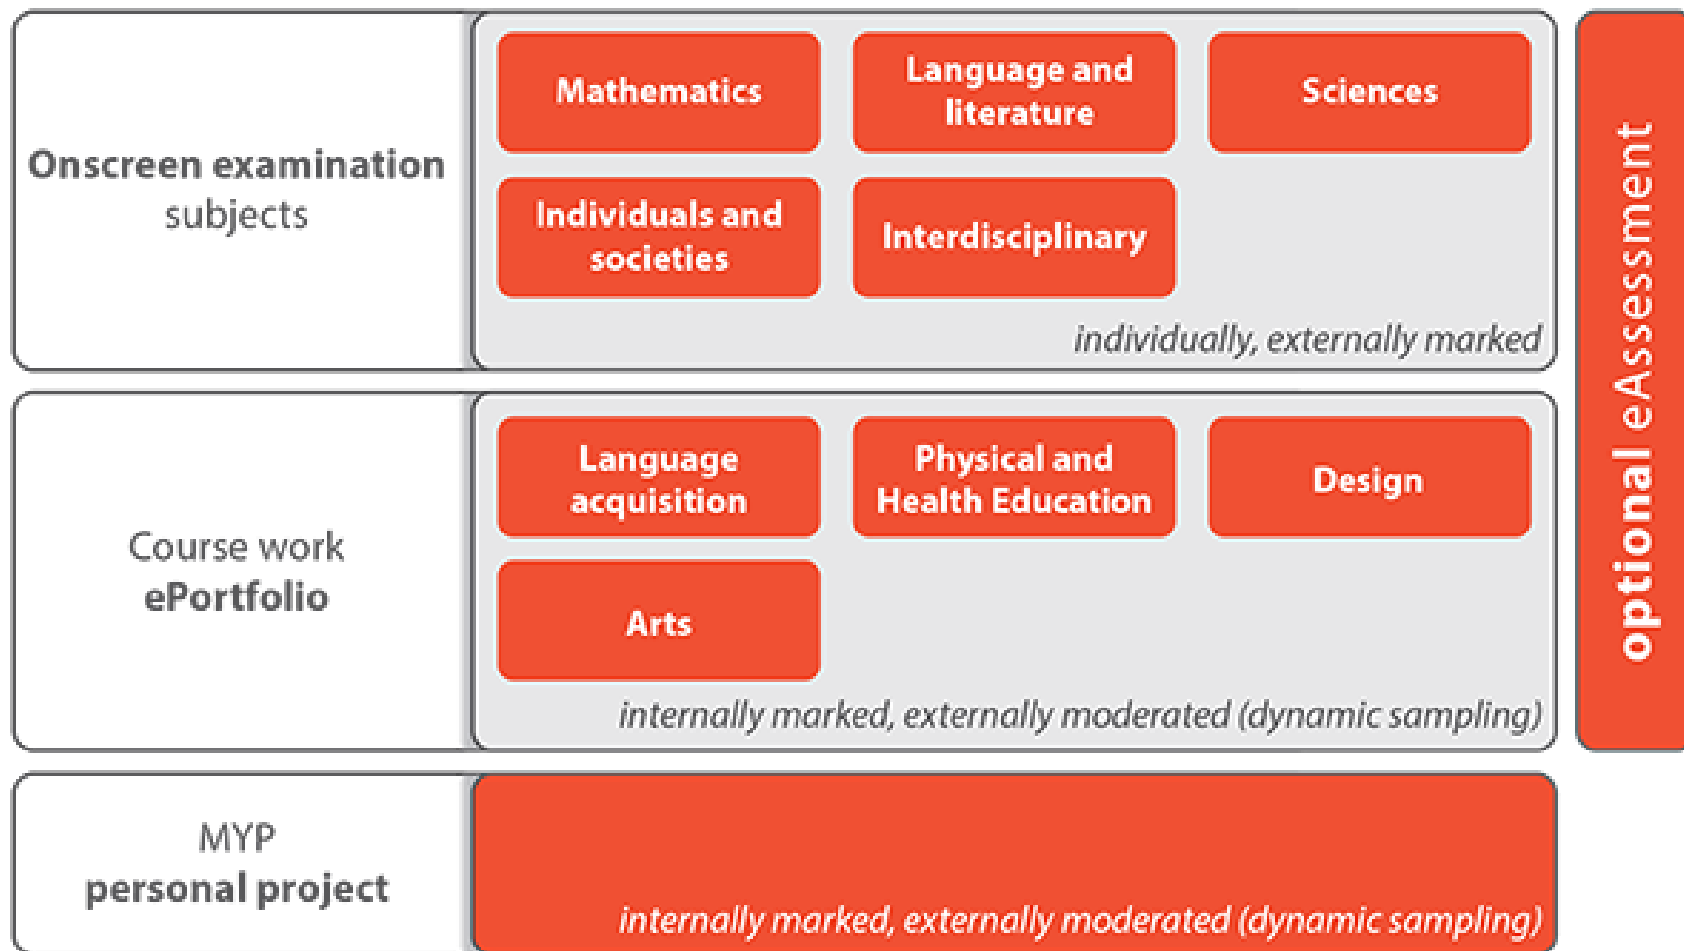 Onscreen examination
subjects
Mathematics
Language and
literature
Sciences
Individuals and
societies
Interdisciplinary
individually, externally marked
Course work
ePortfolio
Language
acquisition
Physical and
Health Education
Design
Arts
internally marked, externally moderated (dynamic sampling)
MYP
personal project
internally marked, externally moderated (dynamic sampling)
optional eAssessment